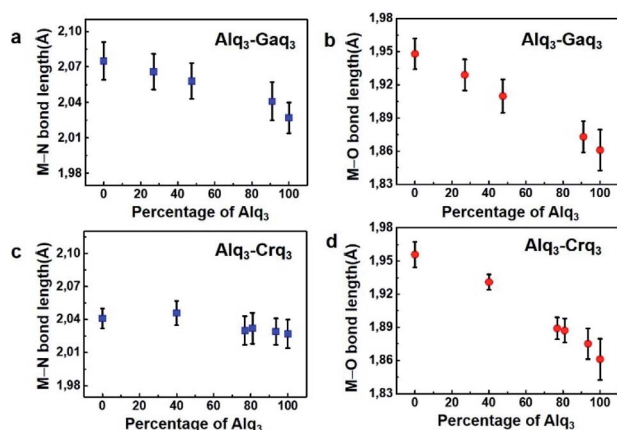 a
Alq₃-Gaq₃
M−N bond length(Å)
2,10
2,07
2,04
2,01
1,98
0 20 40 60 80 100
Percentage of Alq₃
b
Alq₃-Gaq₃
M−O bond length(Å)
1,98
1,95
1,92
1,89
1,86
1,83
0 20 40 60 80 100
Percentage of Alq₃
c
Alq₃-Crq₃
M−N bond length(Å)
2,10
2,07
2,04
2,01
1,98
0 20 40 60 80 100
Percentage of Alq₃
d
Alq₃-Crq₃
M−O bond length(Å)
1,98
1,95
1,92
1,89
1,86
1,83
0 20 40 60 80 100
Percentage of Alq₃